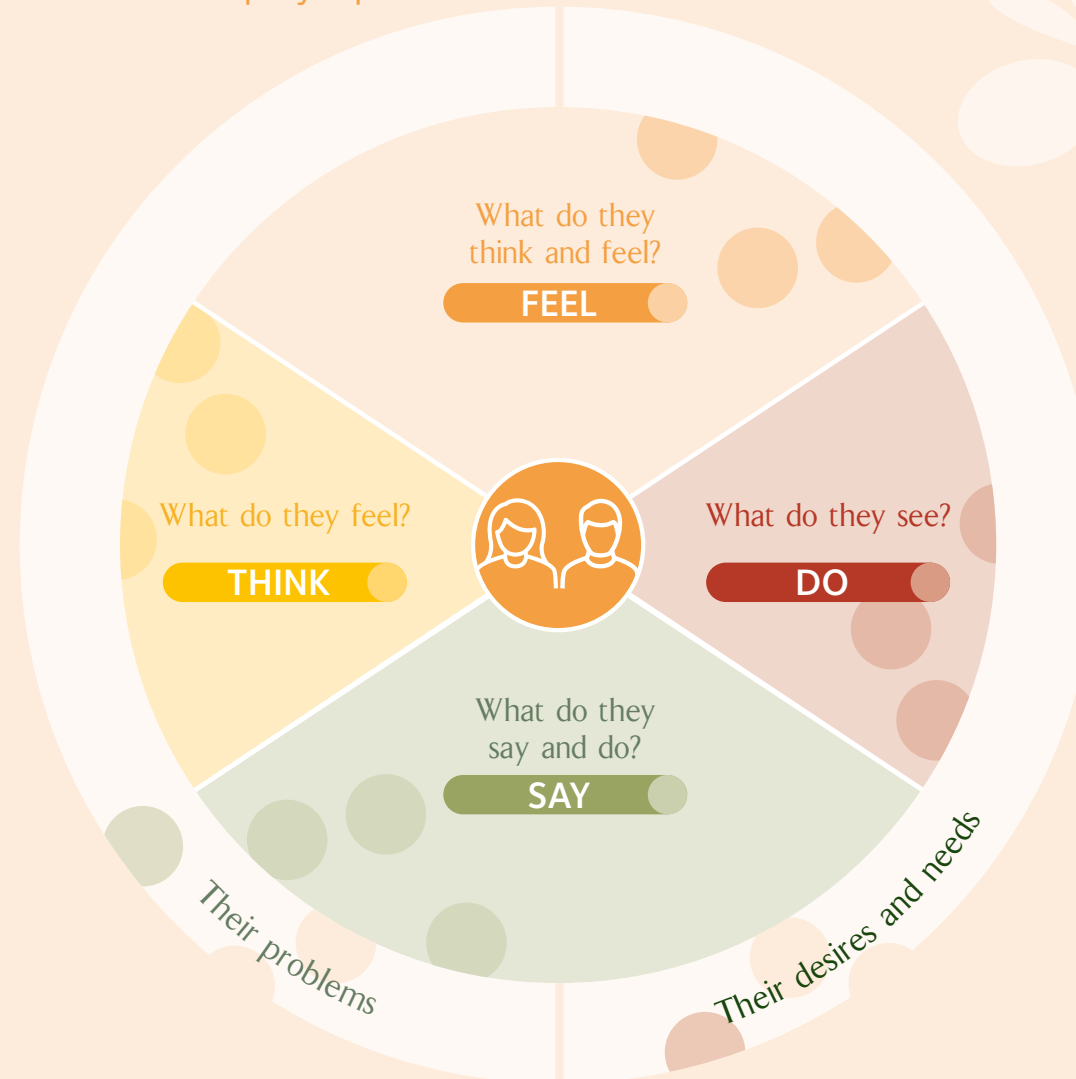 What do they
think and feel?
FEEL
What do they feel?
THINK
What do they see?
DO
What do they
say and do?
SAY
Their problems
Their desires and needs